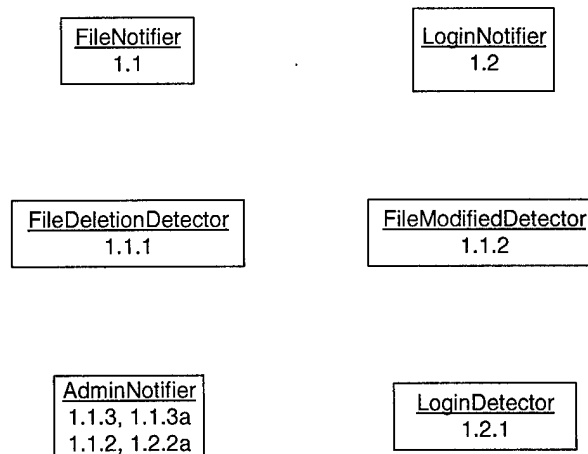 FileNotifier
1.1
LoginNotifier
1.2
FileDeletionDetector
1.1.1
FileModifiedDetector
1.1.2
AdminNotifier
1.1.3, 1.1.3a
1.1.2, 1.2.2a
LoginDetector
1.2.1